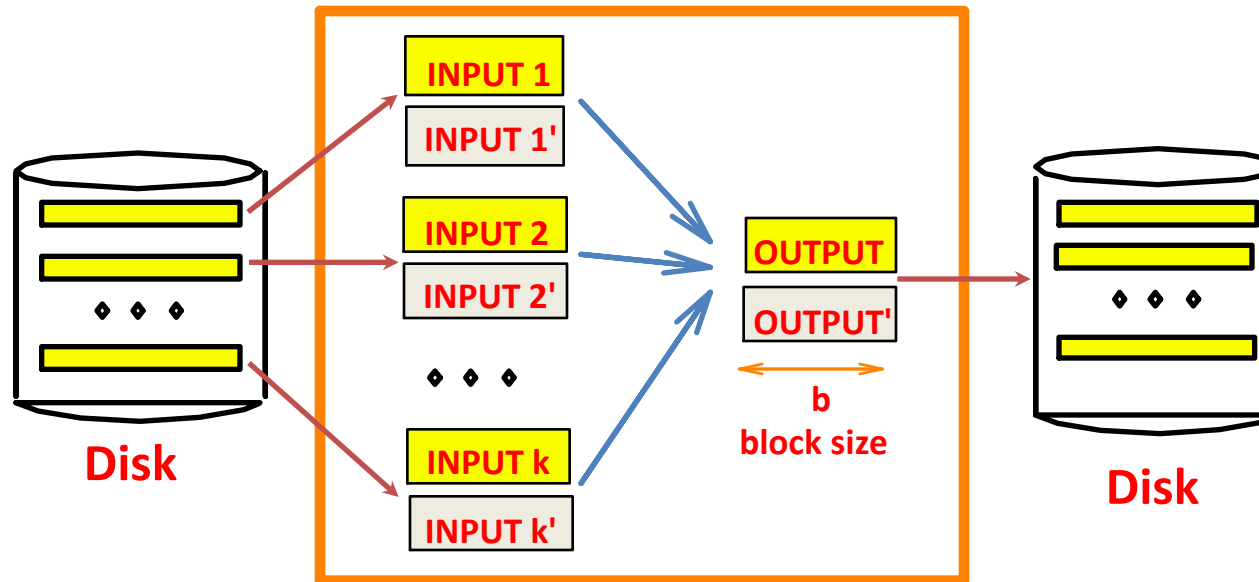 INPUT 1
INPUT 1'
INPUT 2
INPUT 2'
INPUT k
INPUT k'
OUTPUT
OUTPUT'
b
block size
Disk
Disk